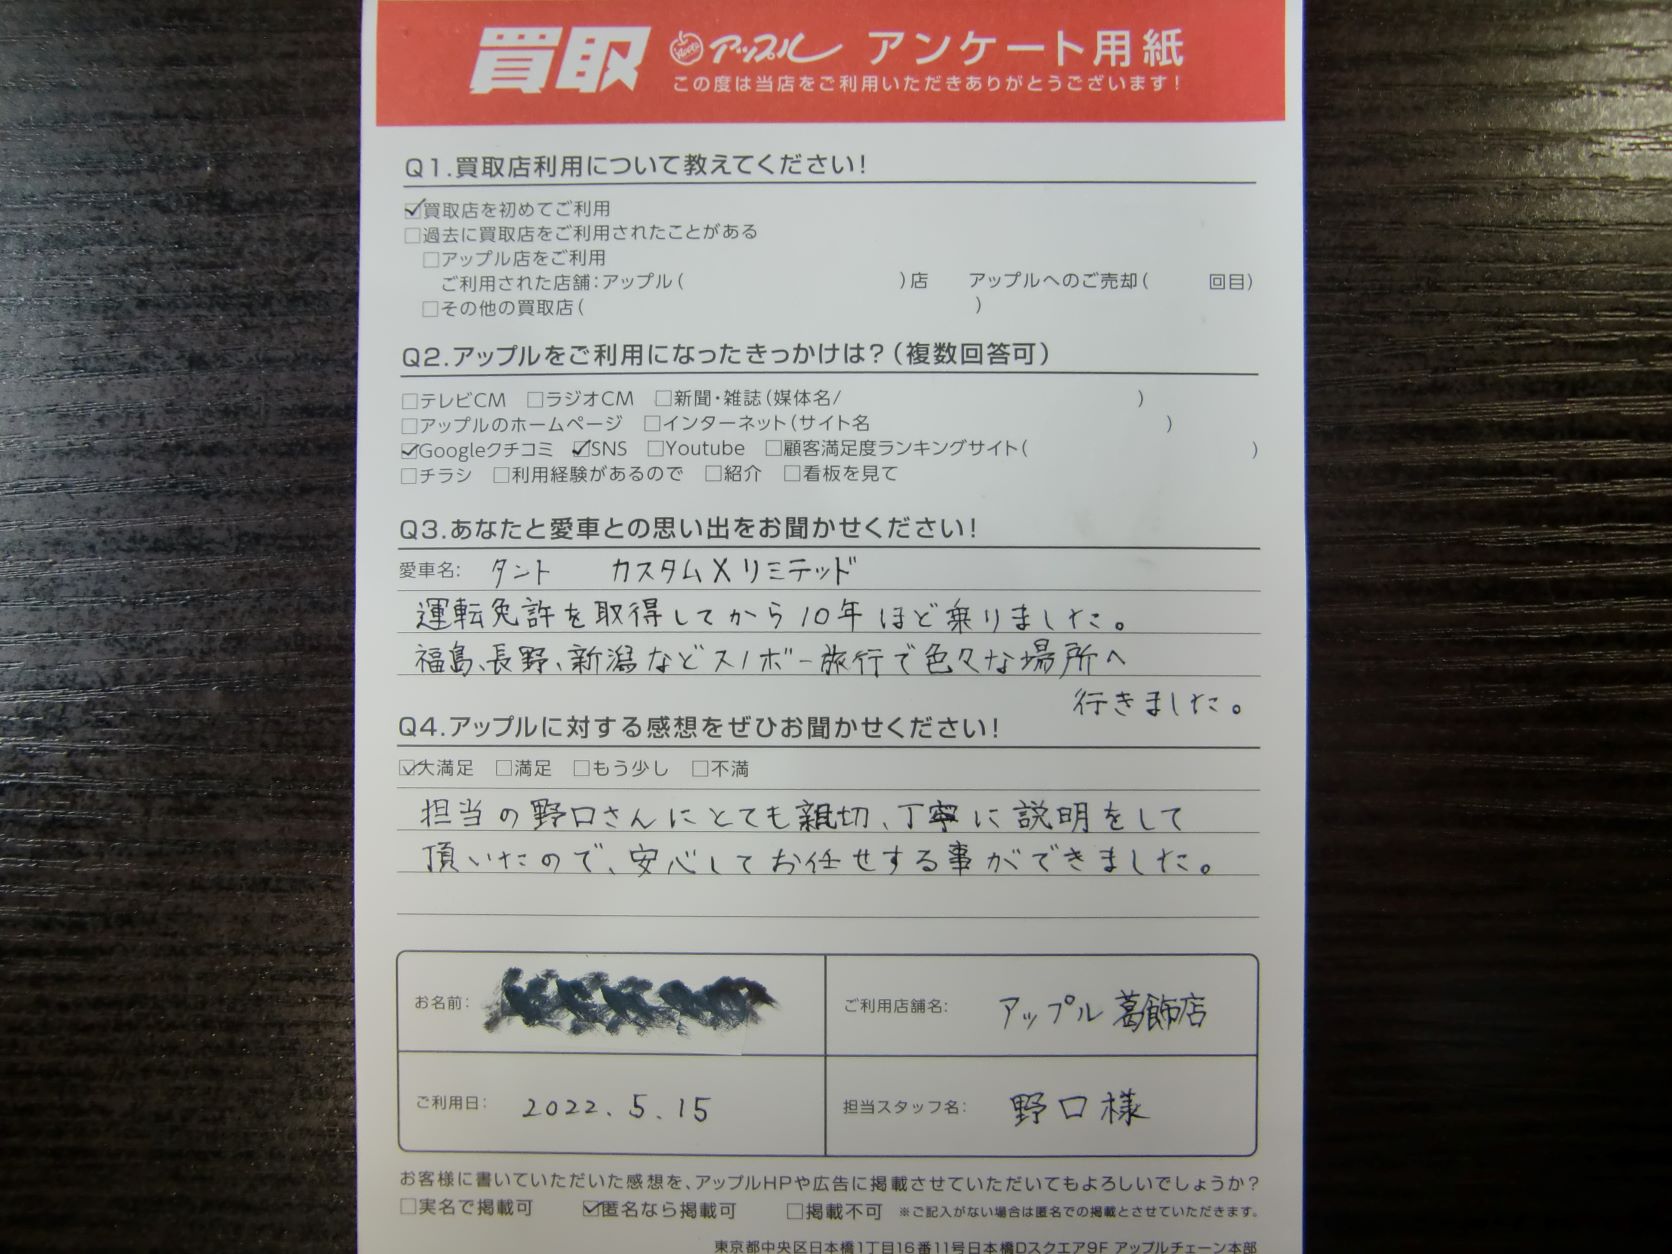 買取 アップル アンケート用紙
この度は当店をご利用いただきありがとうございます!
Q1.買取店利用について教えてください!
☑買取店を初めてご利用
□過去に買取店をご利用されたことがある
□アップル店をご利用
ご利用された店舗:アップル( )店 アップルへのご売却( 回目)
□その他の買取店( )
Q2.アップルをご利用になったきっかけは?(複数回答可)
□テレビCM □ラジオCM □新聞・雑誌(媒体名/ )
□アップルのホームページ □インターネット(サイト名 )
☑Googleクチコミ ☑SNS □Youtube □顧客満足度ランキングサイト( )
□チラシ □利用経験があるので □紹介 □看板を見て
Q3.あなたと愛車との思い出をお聞かせください!
愛車名: タント カスタムXリミテッド
運転免許を取得してから10年ほど乗りました。
福島、長野、新潟などスノボー旅行で色々な場所へ
行きました。
Q4.アップルに対する感想をぜひお聞かせください!
☑大満足 □満足 □もう少し □不満
担当の野口さんにとても親切、丁寧に説明をして
頂いたので、安心してお任せする事ができました。
お名前: ご利用店舗名: アップル葛飾店
ご利用日: 2022.5.15 担当スタッフ名: 野口様
お客様に書いていただいた感想を、アップルHPや広告に掲載させていただいてもよろしいでしょうか?
□実名で掲載可 ☑匿名なら掲載可 □掲載不可 ※ご記入がない場合は匿名での掲載とさせていただきます。
東京都中央区日本橋1丁目16番11号日本橋Dスクエア9F アップルチェーン本部